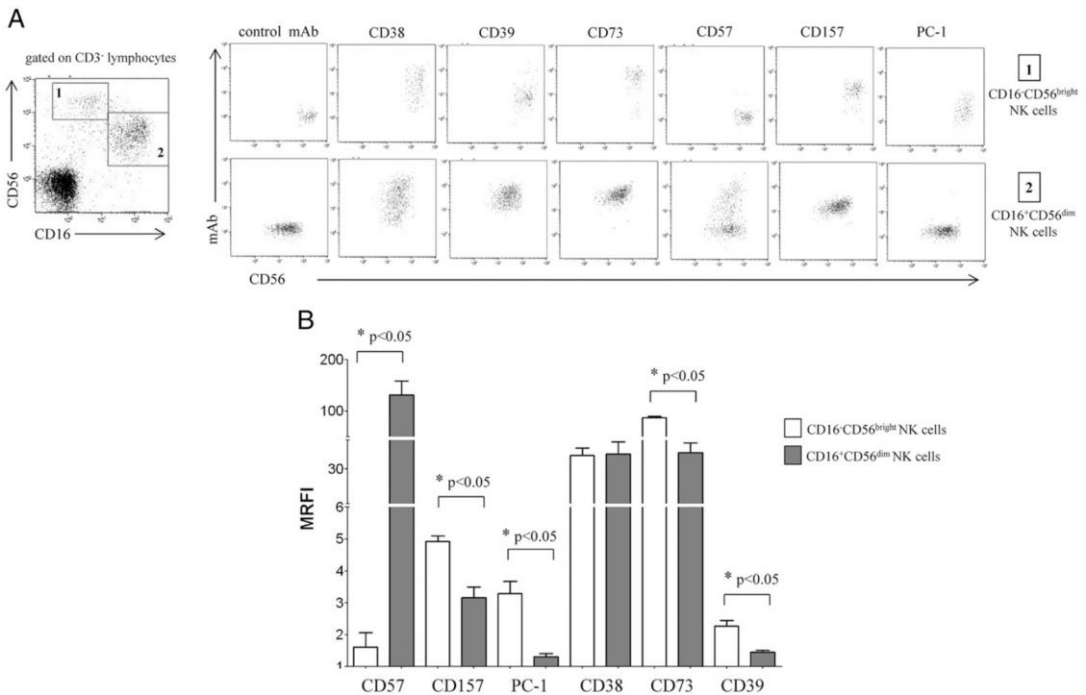 A
gated on CD3- lymphocytes
CD56
CD16
1
2
control mAb CD38 CD39 CD73 CD57 CD157 PC-1
mAb
CD56
1
CD16-CD56bright
NK cells
2
CD16+CD56dim
NK cells
B
MRFI
200
100
30
6
5
4
3
2
1
* p<0.05
* p<0.05
* p<0.05
* p<0.05
* p<0.05
CD57 CD157 PC-1 CD38 CD73 CD39
CD16-CD56bright NK cells
CD16+CD56dim NK cells